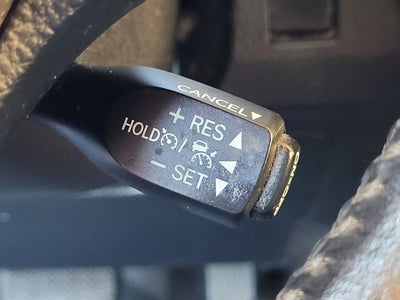 CANCEL ▼
+ RES ▲
HOLD /
− SET ▼